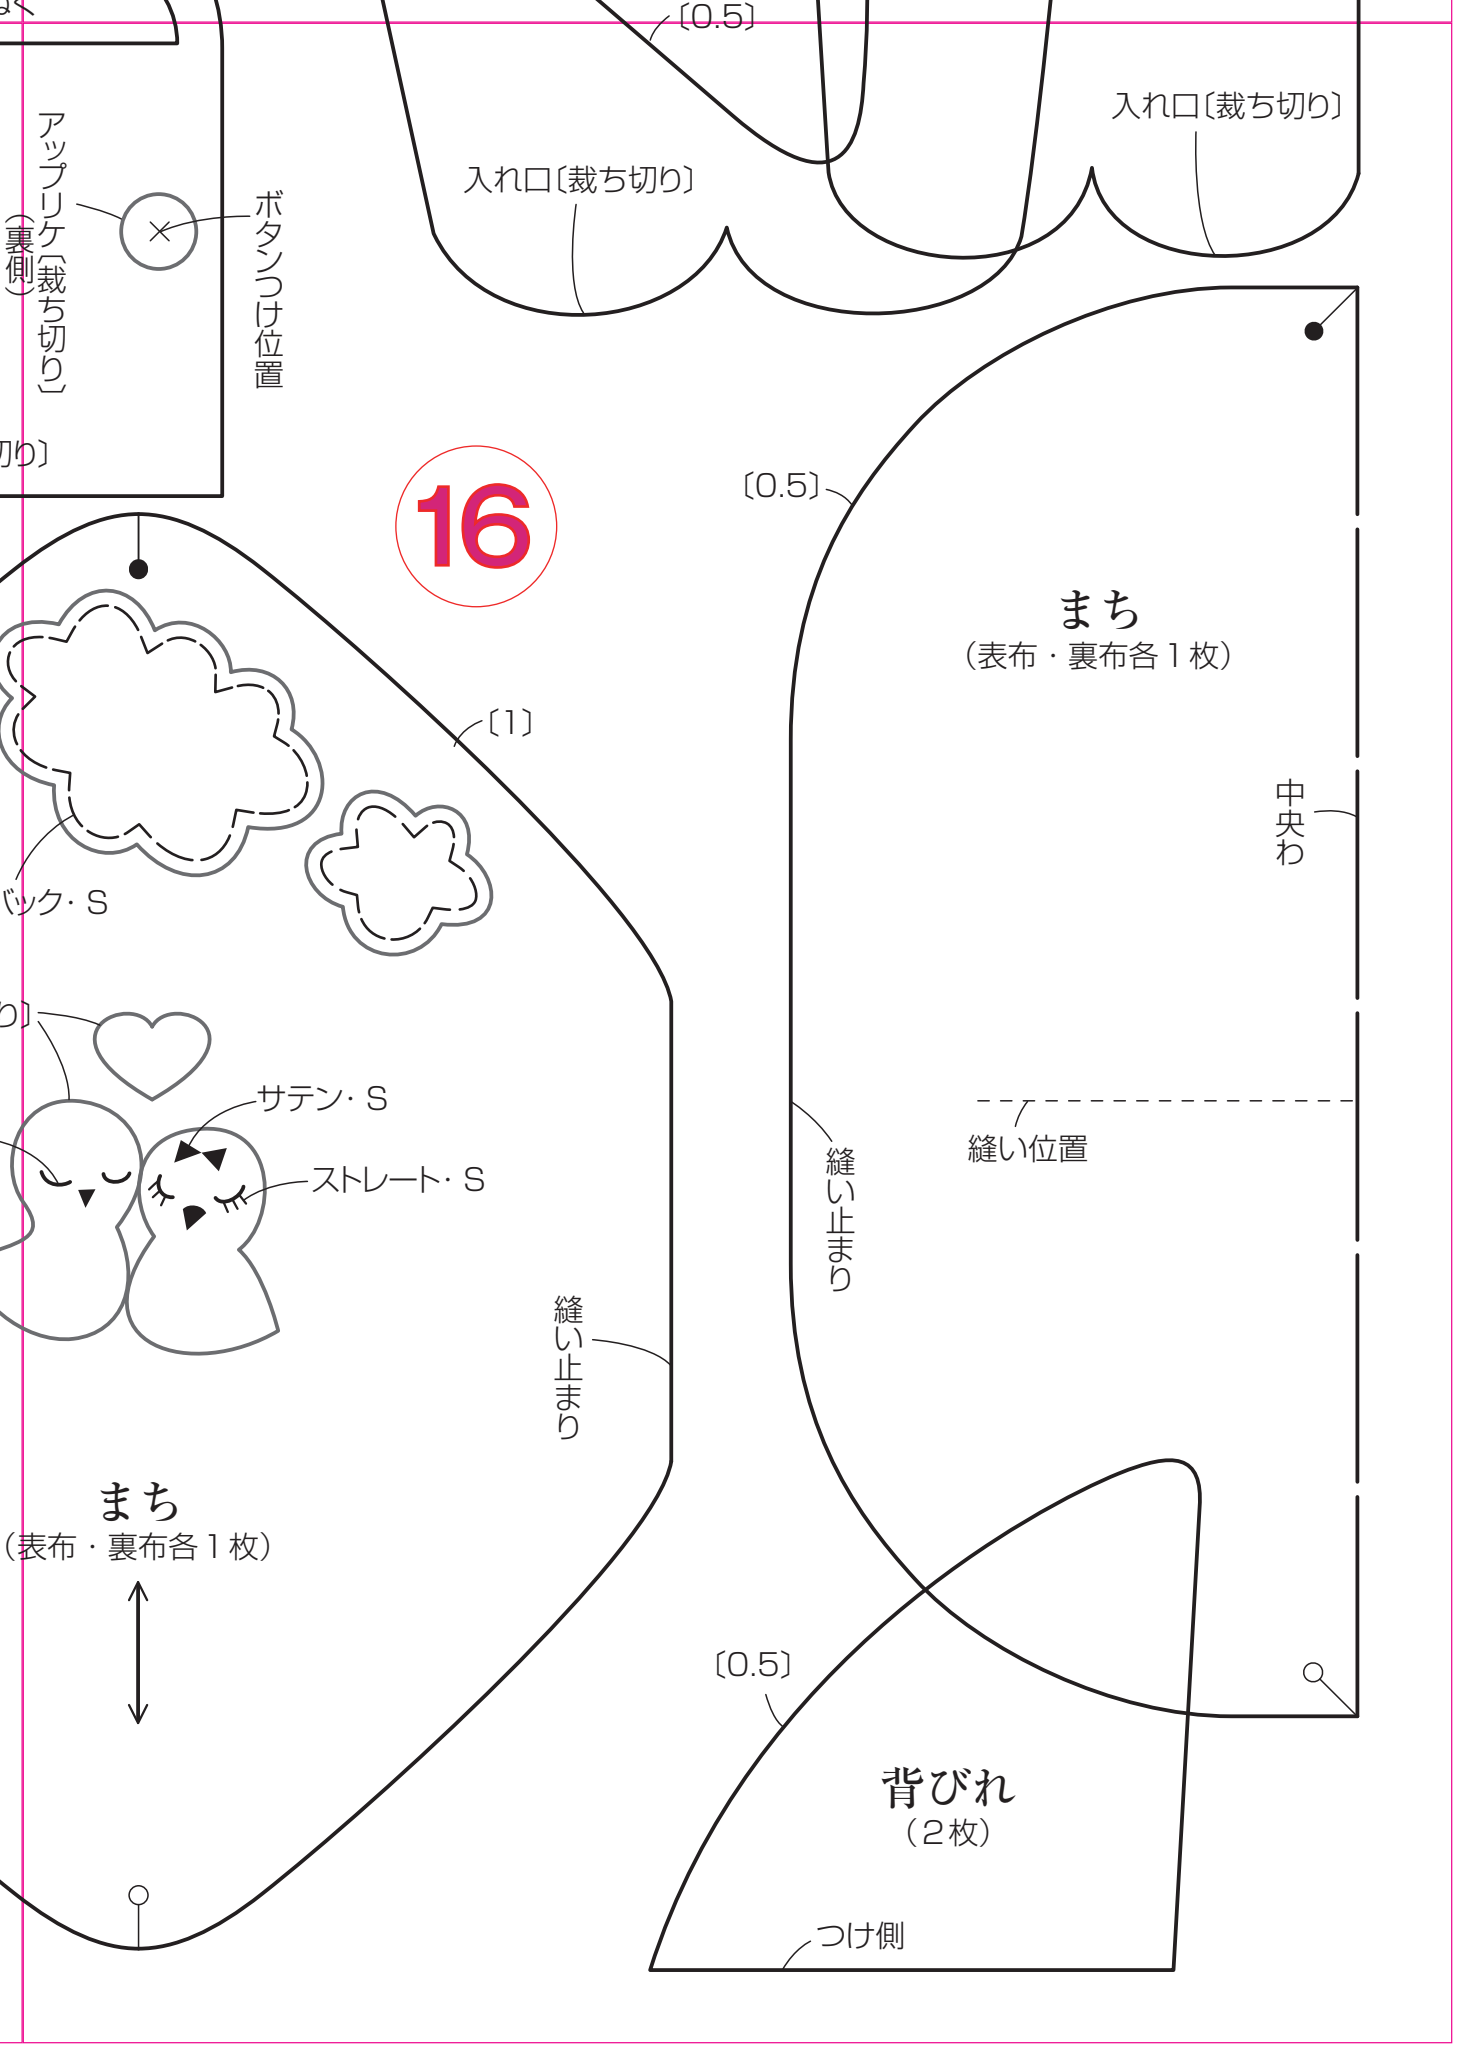 〔0.5〕
入れ口〔裁ち切り〕
入れ口〔裁ち切り〕
アップリケ〔裁ち切り〕
（裏側）
ボタンつけ位置
切り〕
16
〔0.5〕
まち
（表布・裏布各1枚）
〔1〕
中央わ
バック・S
り〕
サテン・S
ストレート・S
縫い位置
縫い止まり
縫い止まり
まち
（表布・裏布各1枚）
〔0.5〕
背びれ
（2枚）
つけ側